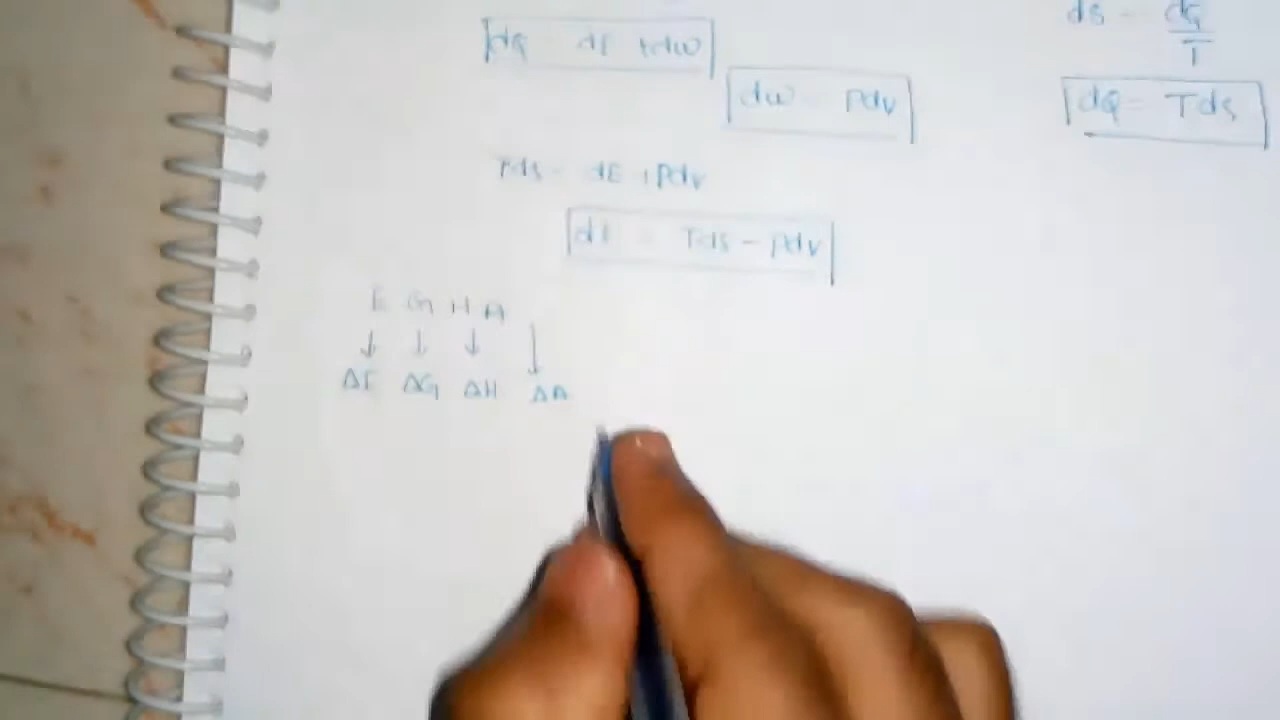 dQ = dE + dw
ds = dQ/T
dw = Pdv
dQ = Tds
Tds = dE + Pdv
dE = Tds - Pdv
E G H A
↓ ↓ ↓ ↓
ΔE ΔG ΔH ΔA